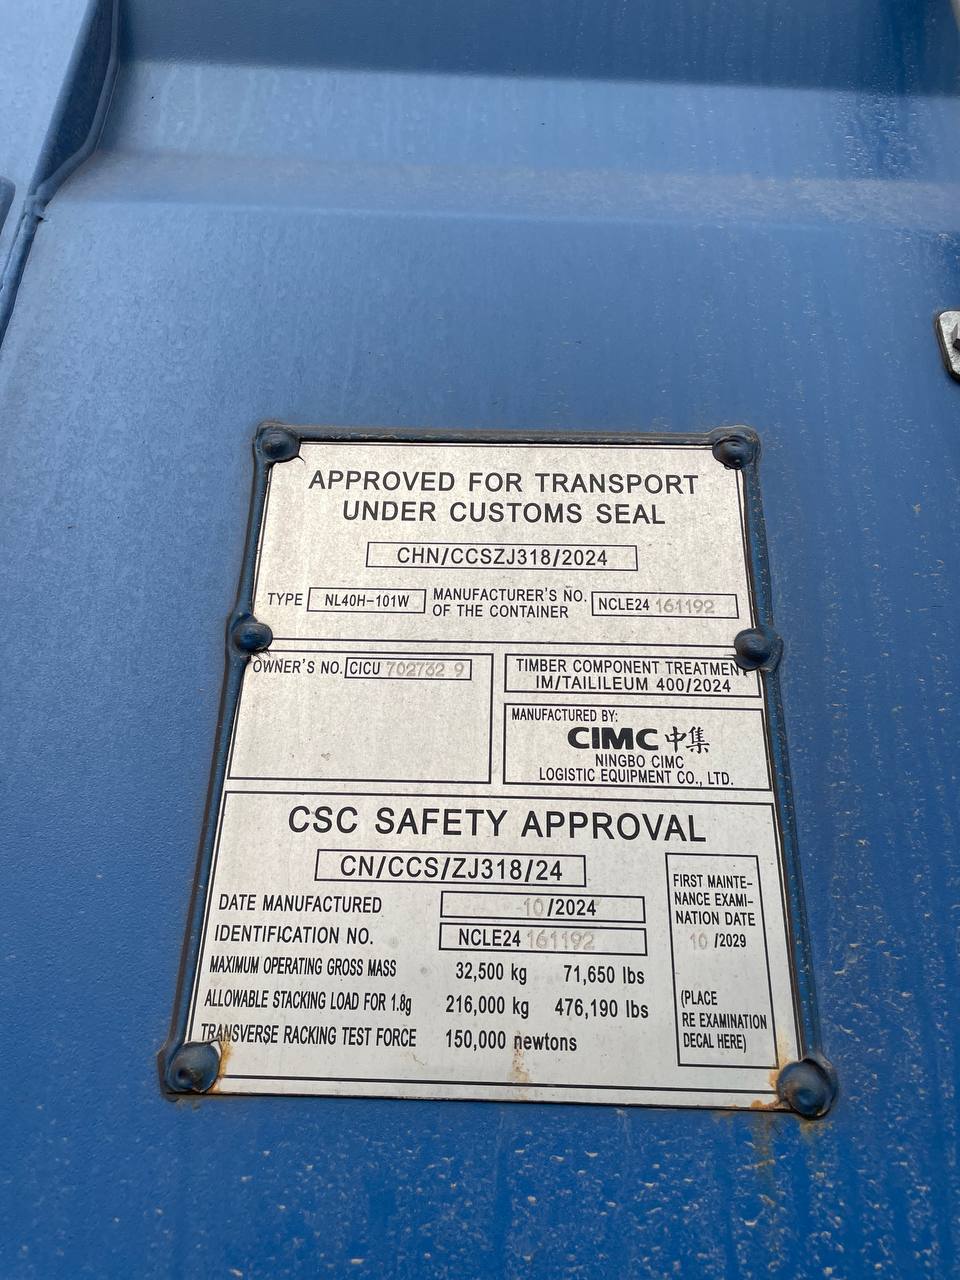 APPROVED FOR TRANSPORT
UNDER CUSTOMS SEAL
CHN/CCSZJ318/2024
TYPE NL40H-101W MANUFACTURER'S NO. OF THE CONTAINER NCLE24 161192
OWNER'S NO. CICU 702732 9
TIMBER COMPONENT TREATMENT
IM/TAILILEUM 400/2024
MANUFACTURED BY:
CIMC 中集
NINGBO CIMC
LOGISTIC EQUIPMENT CO., LTD.
CSC SAFETY APPROVAL
CN/CCS/ZJ318/24
DATE MANUFACTURED 10/2024
IDENTIFICATION NO. NCLE24 161192
MAXIMUM OPERATING GROSS MASS 32,500 kg 71,650 lbs
ALLOWABLE STACKING LOAD FOR 1.8g 216,000 kg 476,190 lbs
TRANSVERSE RACKING TEST FORCE 150,000 newtons
FIRST MAINTE-
NANCE EXAMI-
NATION DATE
10 /2029
(PLACE
RE EXAMINATION
DECAL HERE)